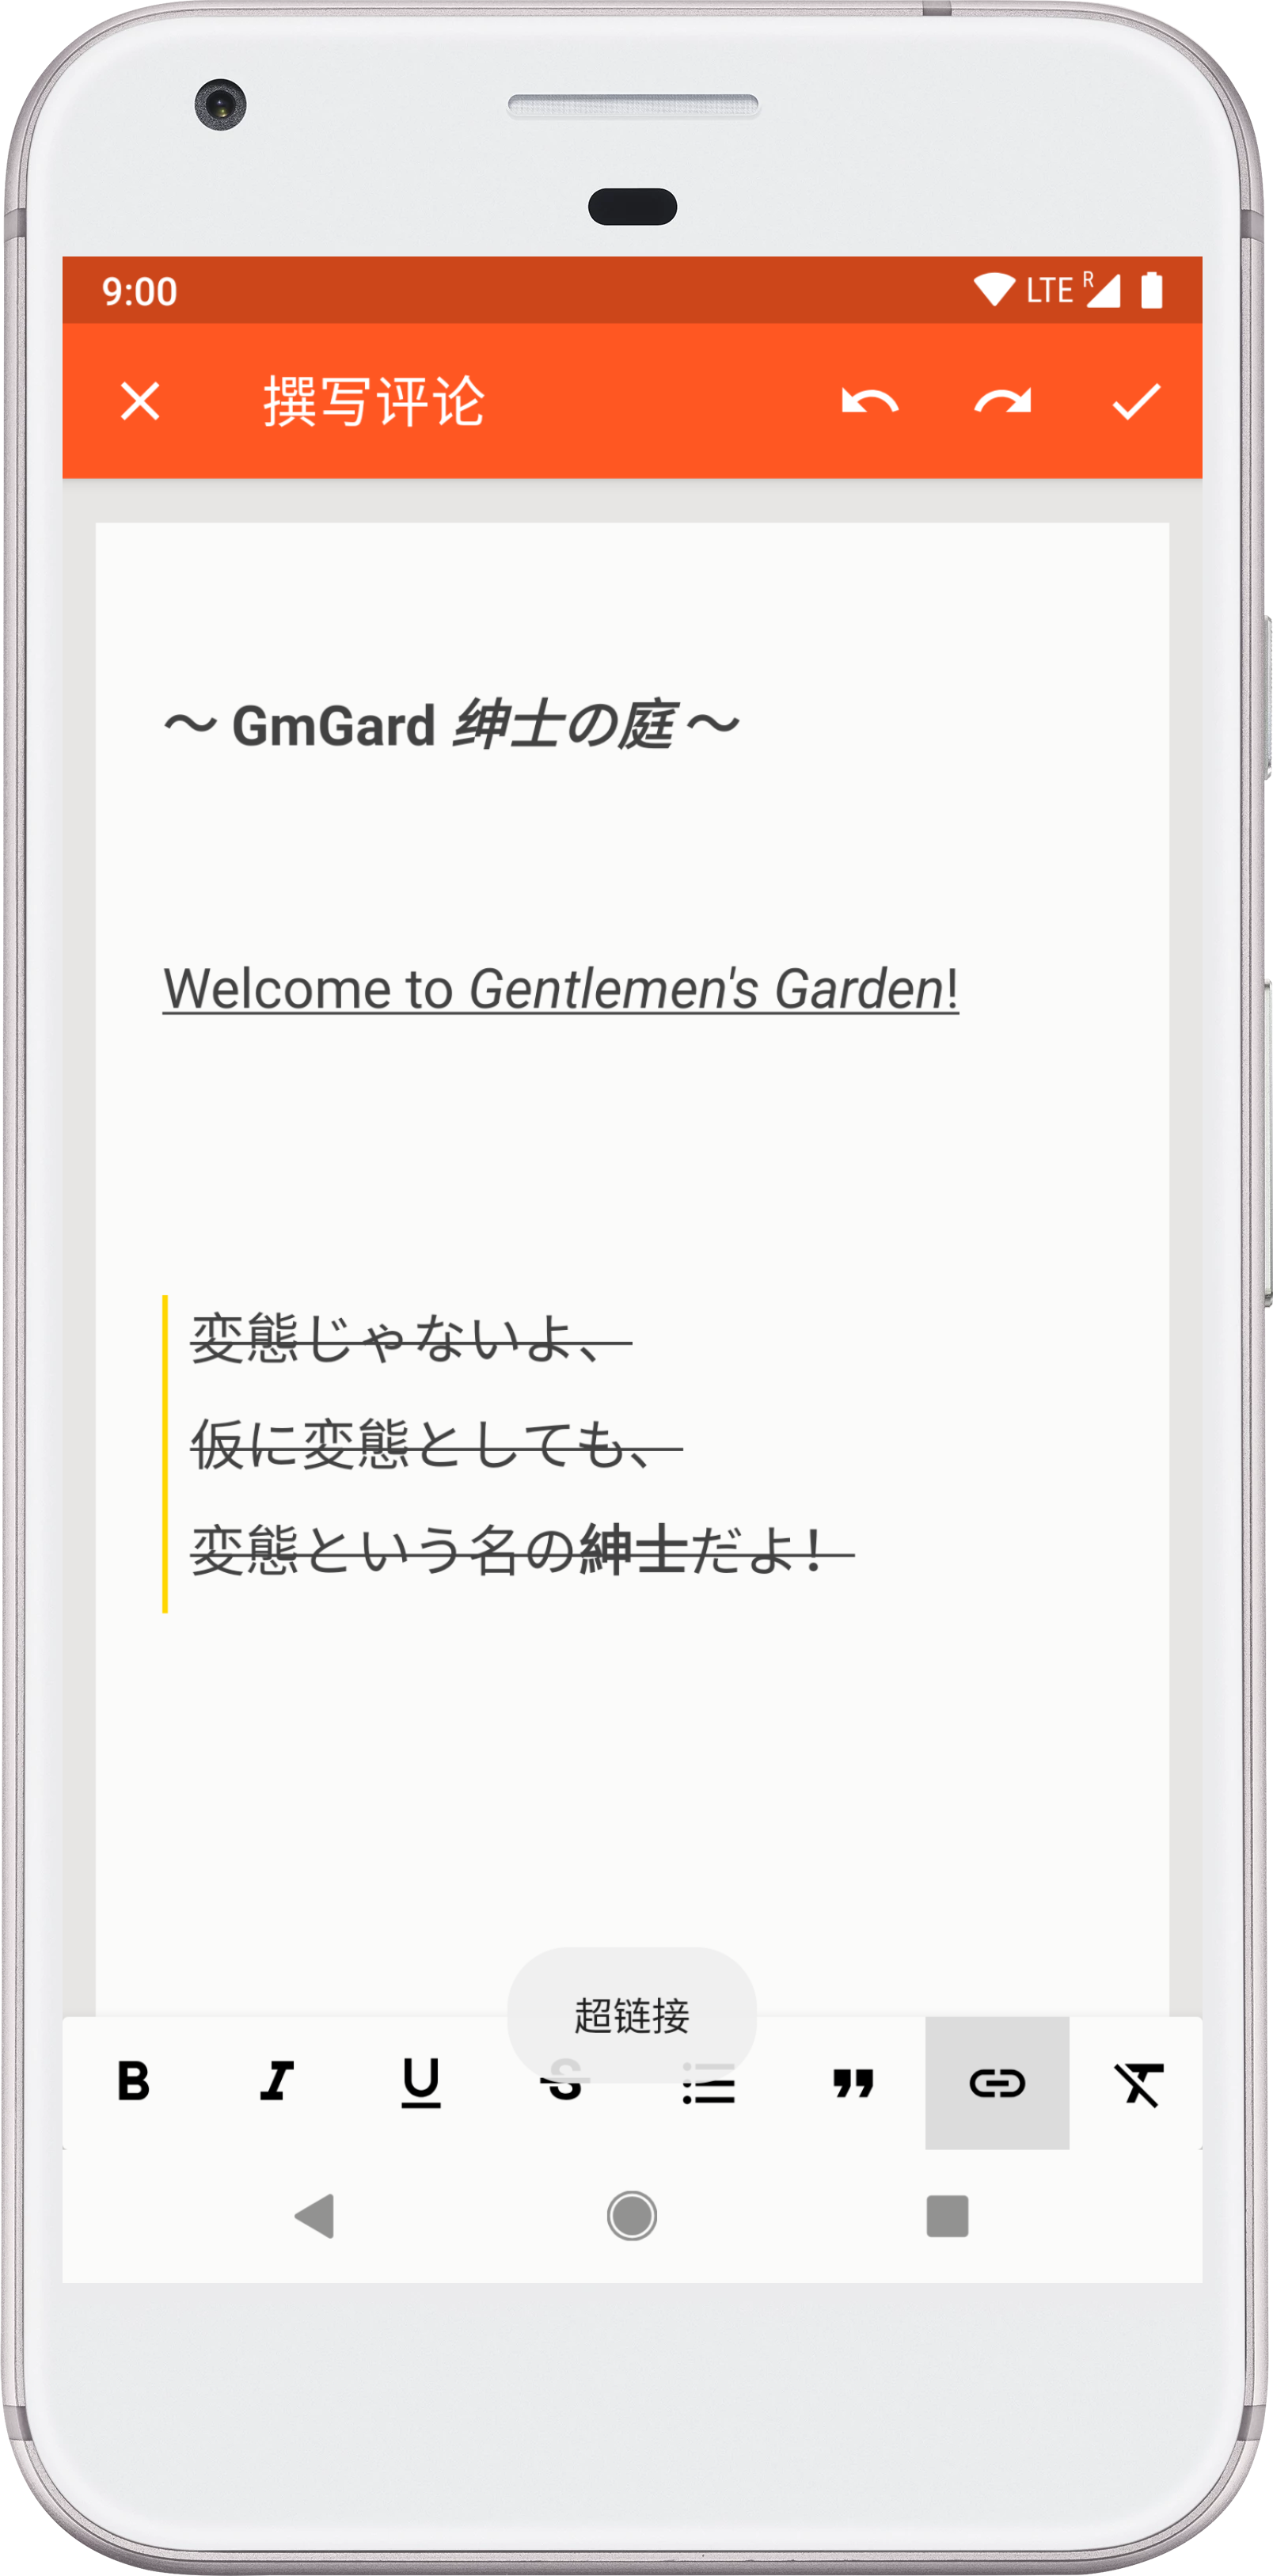 9:00 LTE R
撰写评论
～ GmGard 绅士の庭～
Welcome to Gentlemen's Garden!
変態じゃないよ、
仮に変態としても、
変態という名の紳士だよ！
超链接
B I U S